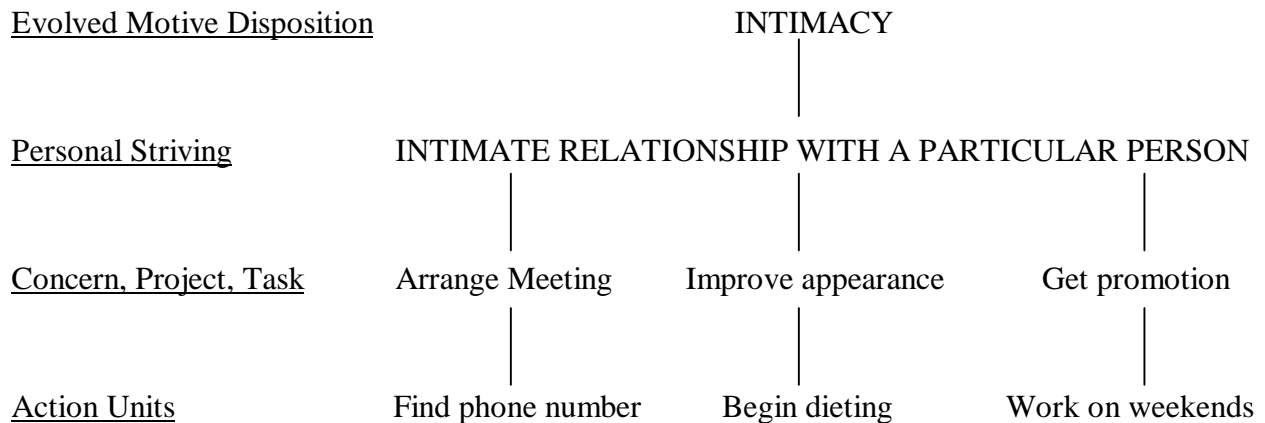 Evolved Motive Disposition INTIMACY
Personal Striving INTIMATE RELATIONSHIP WITH A PARTICULAR PERSON
Concern, Project, Task Arrange Meeting Improve appearance Get promotion
Action Units Find phone number Begin dieting Work on weekends